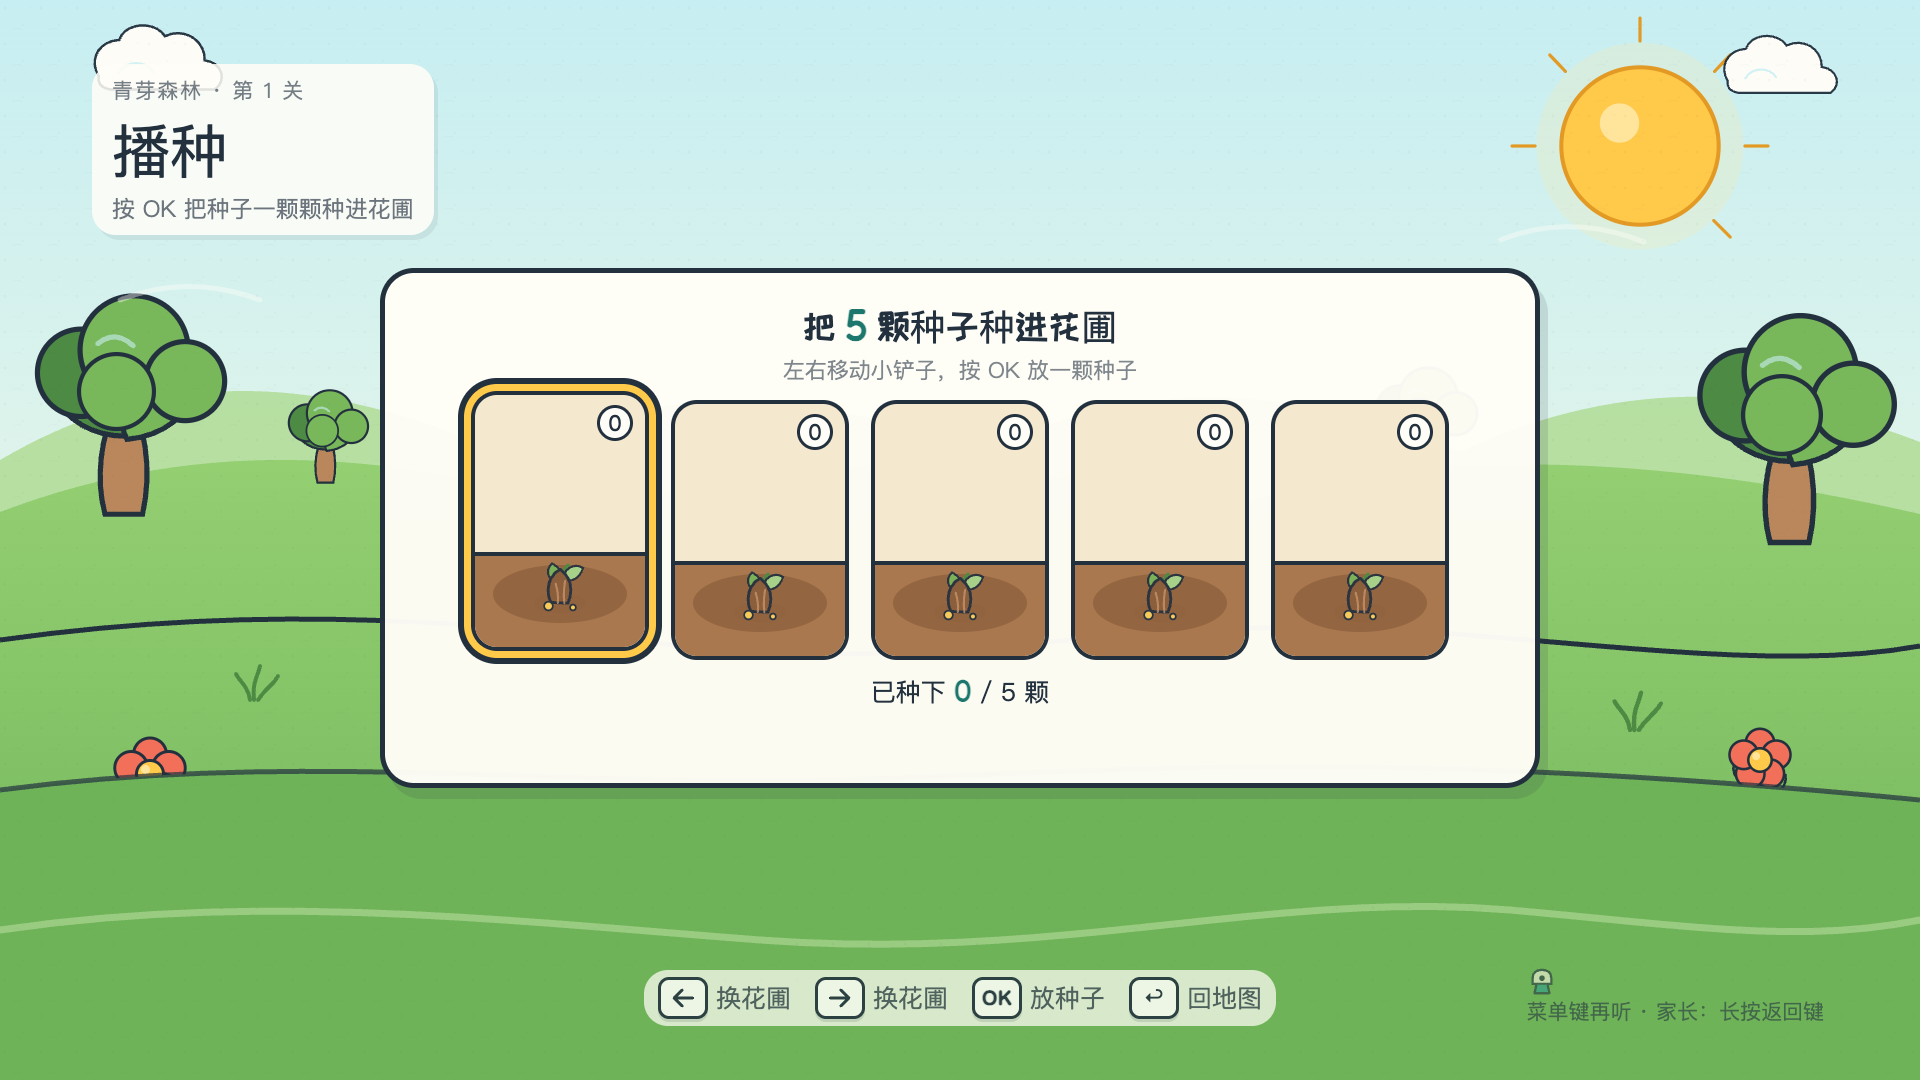 青芽森林 · 第 1 关
播种
按 OK 把种子一颗颗种进花圃
把 5 颗种子种进花圃
左右移动小铲子，按 OK 放一颗种子
0 0 0 0 0
已种下 0 / 5 颗
← 换花圃 → 换花圃 OK 放种子 ↩ 回地图
菜单键再听 · 家长：长按返回键